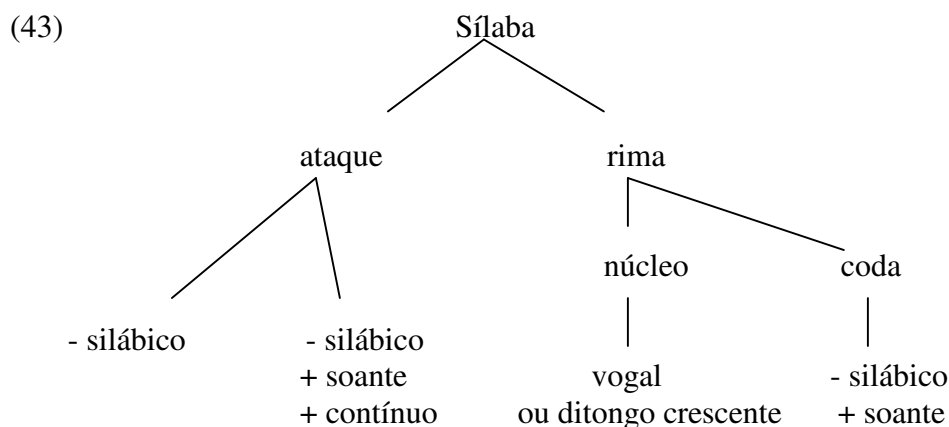 (43) Sílaba
ataque rima
núcleo coda
- silábico - silábico
+ soante vogal - silábico
+ contínuo ou ditongo crescente + soante